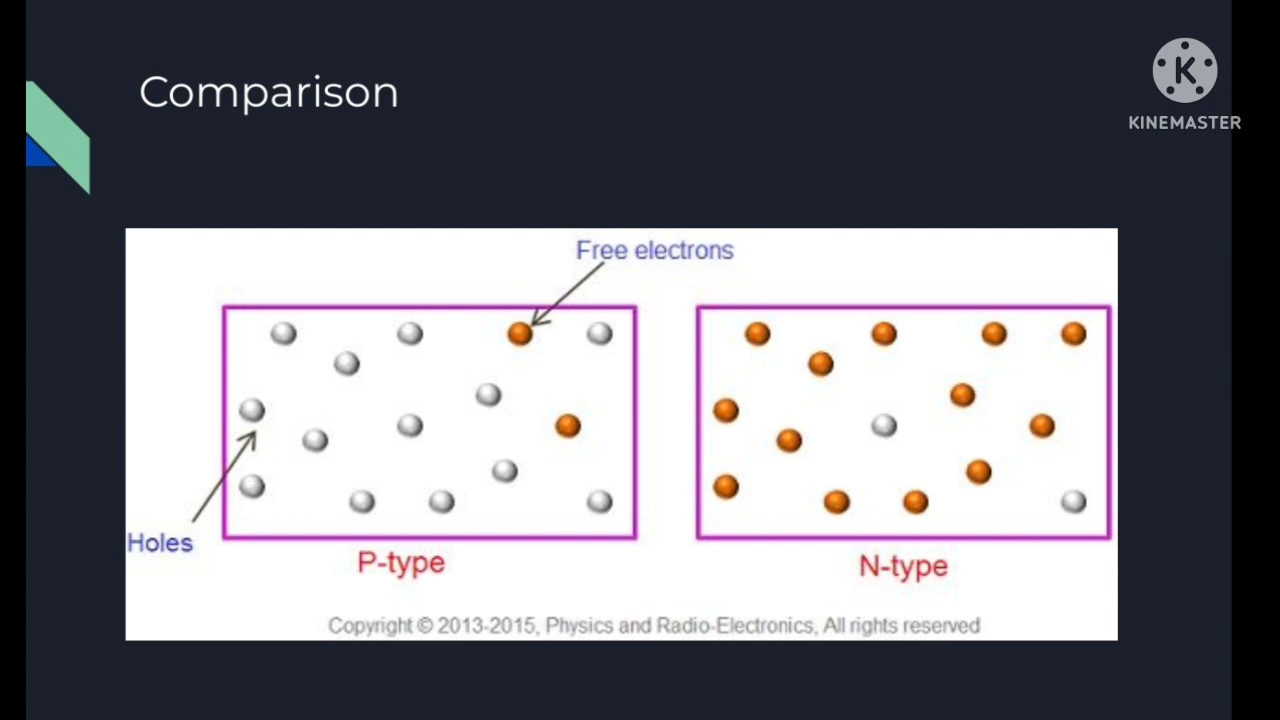 Comparison
K
KINEMASTER
Free electrons
Holes
P-type
N-type
Copyright © 2013-2015, Physics and Radio-Electronics, All rights reserved